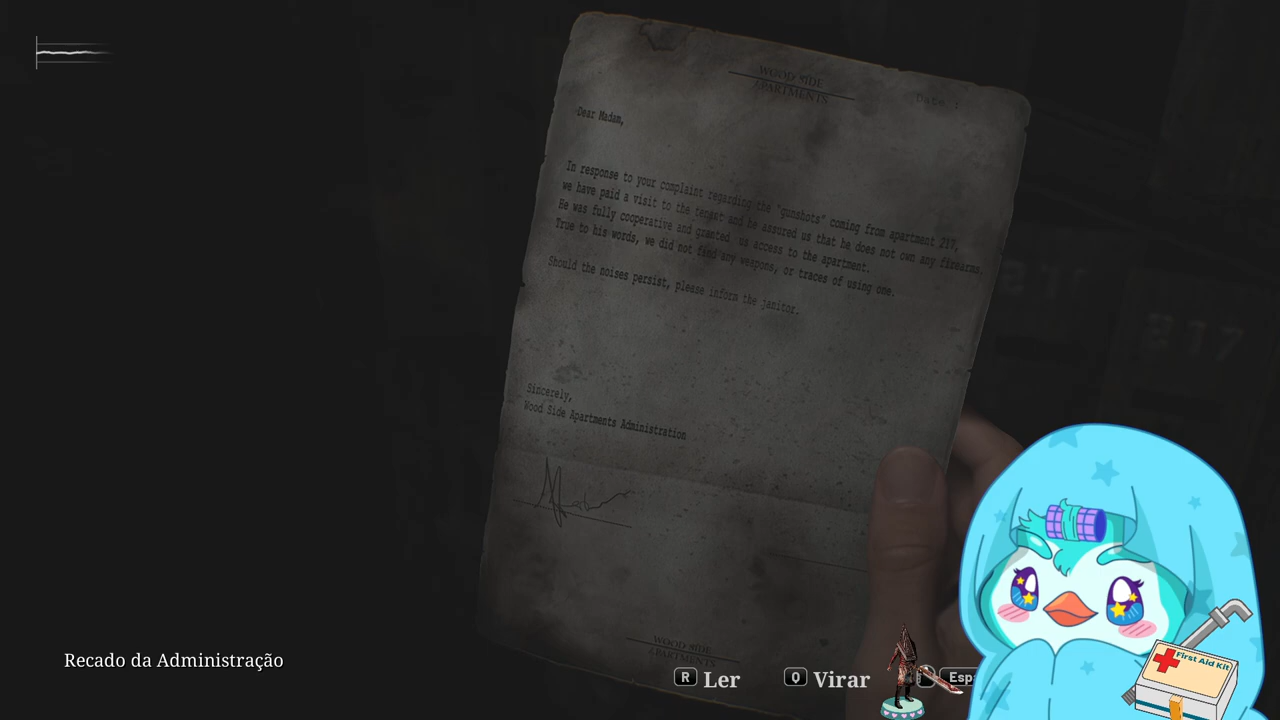 WOOD SIDE
APARTMENTS
Date :
Dear Madam,
In response to your complaint regarding the "gunshots" coming from apartment 217,
we have paid a visit to the tenant and he assured us that he does not own any firearms.
He was fully cooperative and granted us access to the apartment.
True to his words, we did not find any weapons, or traces of using one.
Should the noises persist, please inform the janitor.
Sincerely,
Wood Side Apartments Administration
WOOD SIDE
APARTMENTS
217
Recado da Administração
R Ler
Q Virar
Esp
First Aid Kit